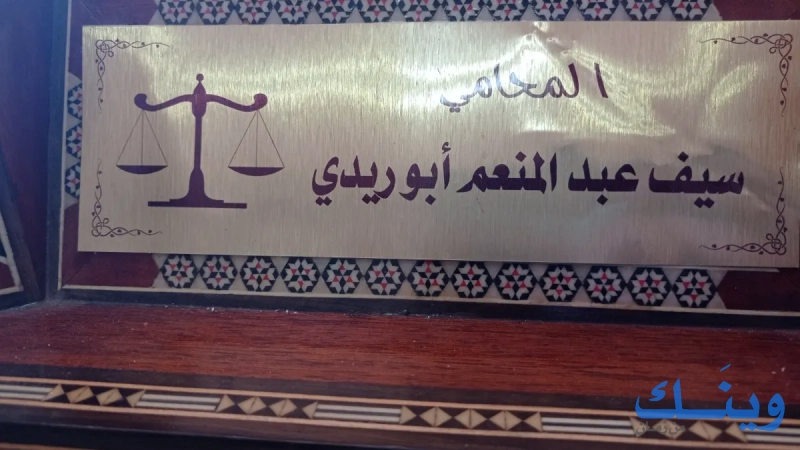 المحامي
سيف عبد المنعم أبو ريدي
وينك